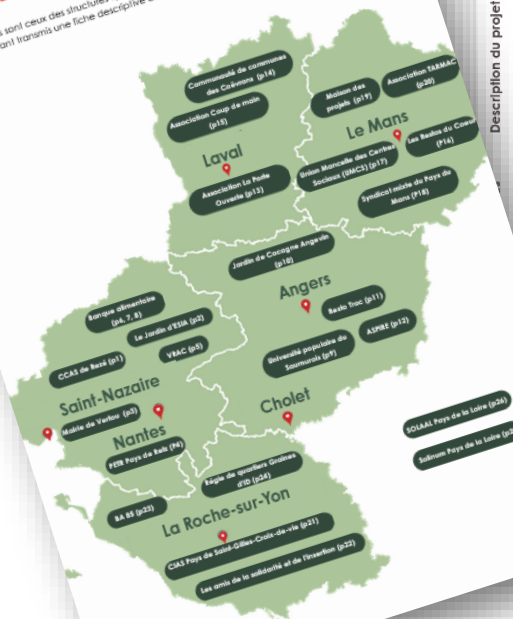 sont ceux des structures
ant transmis une fiche descriptive
Description du projet
Communauté de communes
des Coëvrons (p14)
Association Coup de main
(p15)
Laval
Association La Porte
Ouverte (p13)
Maison des
projets (p19)
Association TARMAC
(p20)
Le Mans
Les Restos du Coeur
(P16)
Union Mancelle des Centres
Sociaux (UMCS) (p17)
Syndicat mixte du Pays du
Mans (P18)
Jardin de Cocagne Angevin
(p10)
Angers
Resto Troc (p11)
ASPIRE (p12)
Université populaire du
Saumurois (p9)
Cholet
Banque alimentaire
(p6, 7, 8)
Le Jardin d'ESIA (p2)
VRAC (p5)
CCAS de Rezé (p1)
Saint-Nazaire
Mairie de Vertou (p3)
Nantes
PETR Pays de Retz (P4)
Régie de quartiers Graines
d'ID (p24)
BA 85 (p23)
La Roche-sur-Yon
CIAS Pays de Saint-Gilles-Croix-de-vie (p21)
Les amis de la solidarité et de l'insertion (p22)
SOLAAL Pays de la Loire (p26)
Solinum Pays de la Loire